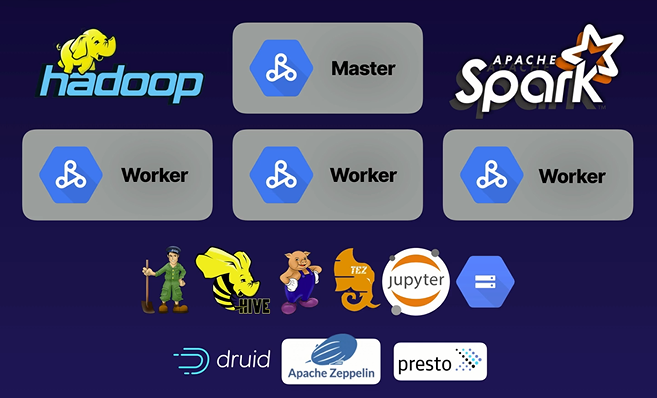 hadoop
Master
APACHE
Spark
Worker
Worker
Worker
HIVE
TEZ
jupyter
druid
Apache Zeppelin
presto